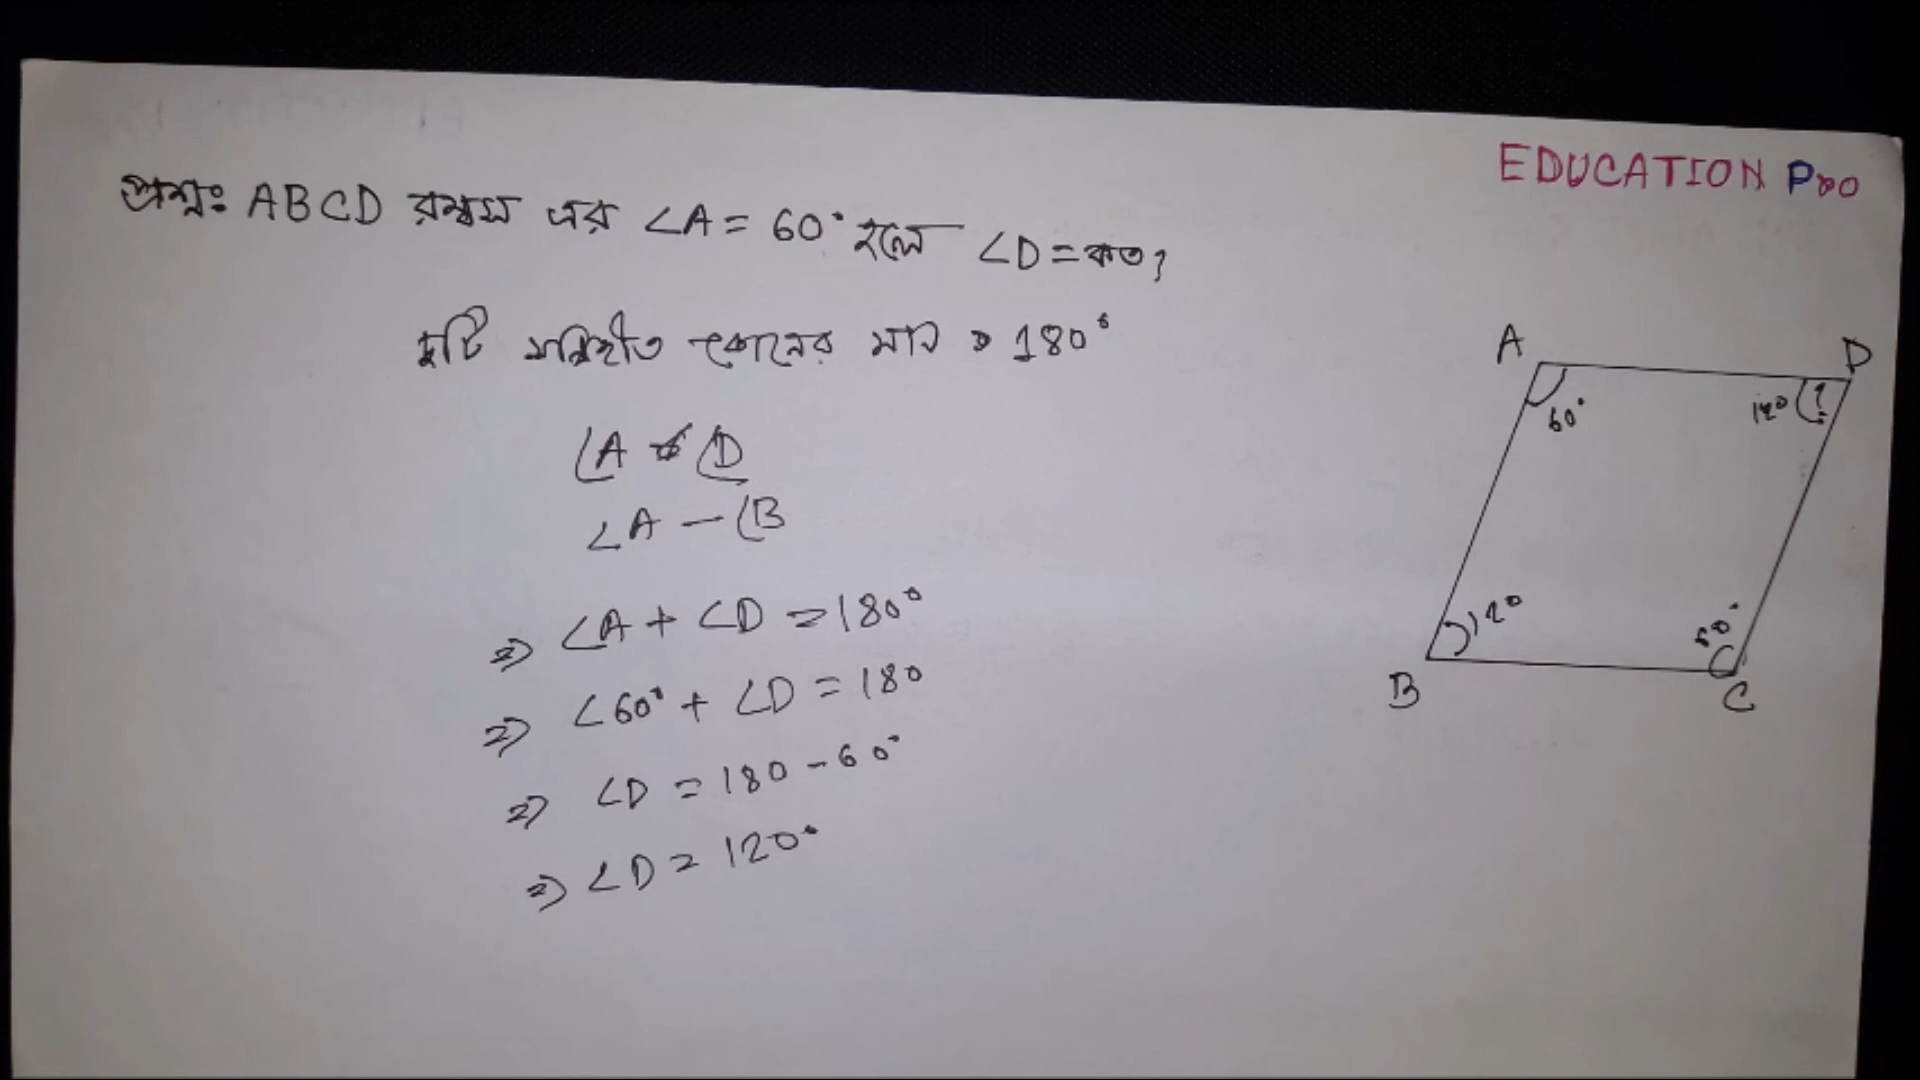 EDUCATION Pro
প্রশ্নঃ ABCD রম্বস এর ∠A = 60° হলে ∠D = কত?
দুটি সন্নিহীত কোনের মান = 180°
∠A ও ∠D
∠A - ∠B
⇒ ∠A + ∠D = 180°
⇒ ∠60° + ∠D = 180
⇒ ∠D = 180 - 60°
⇒ ∠D = 120°
A
D
60°
120
?
120
60°
B
C